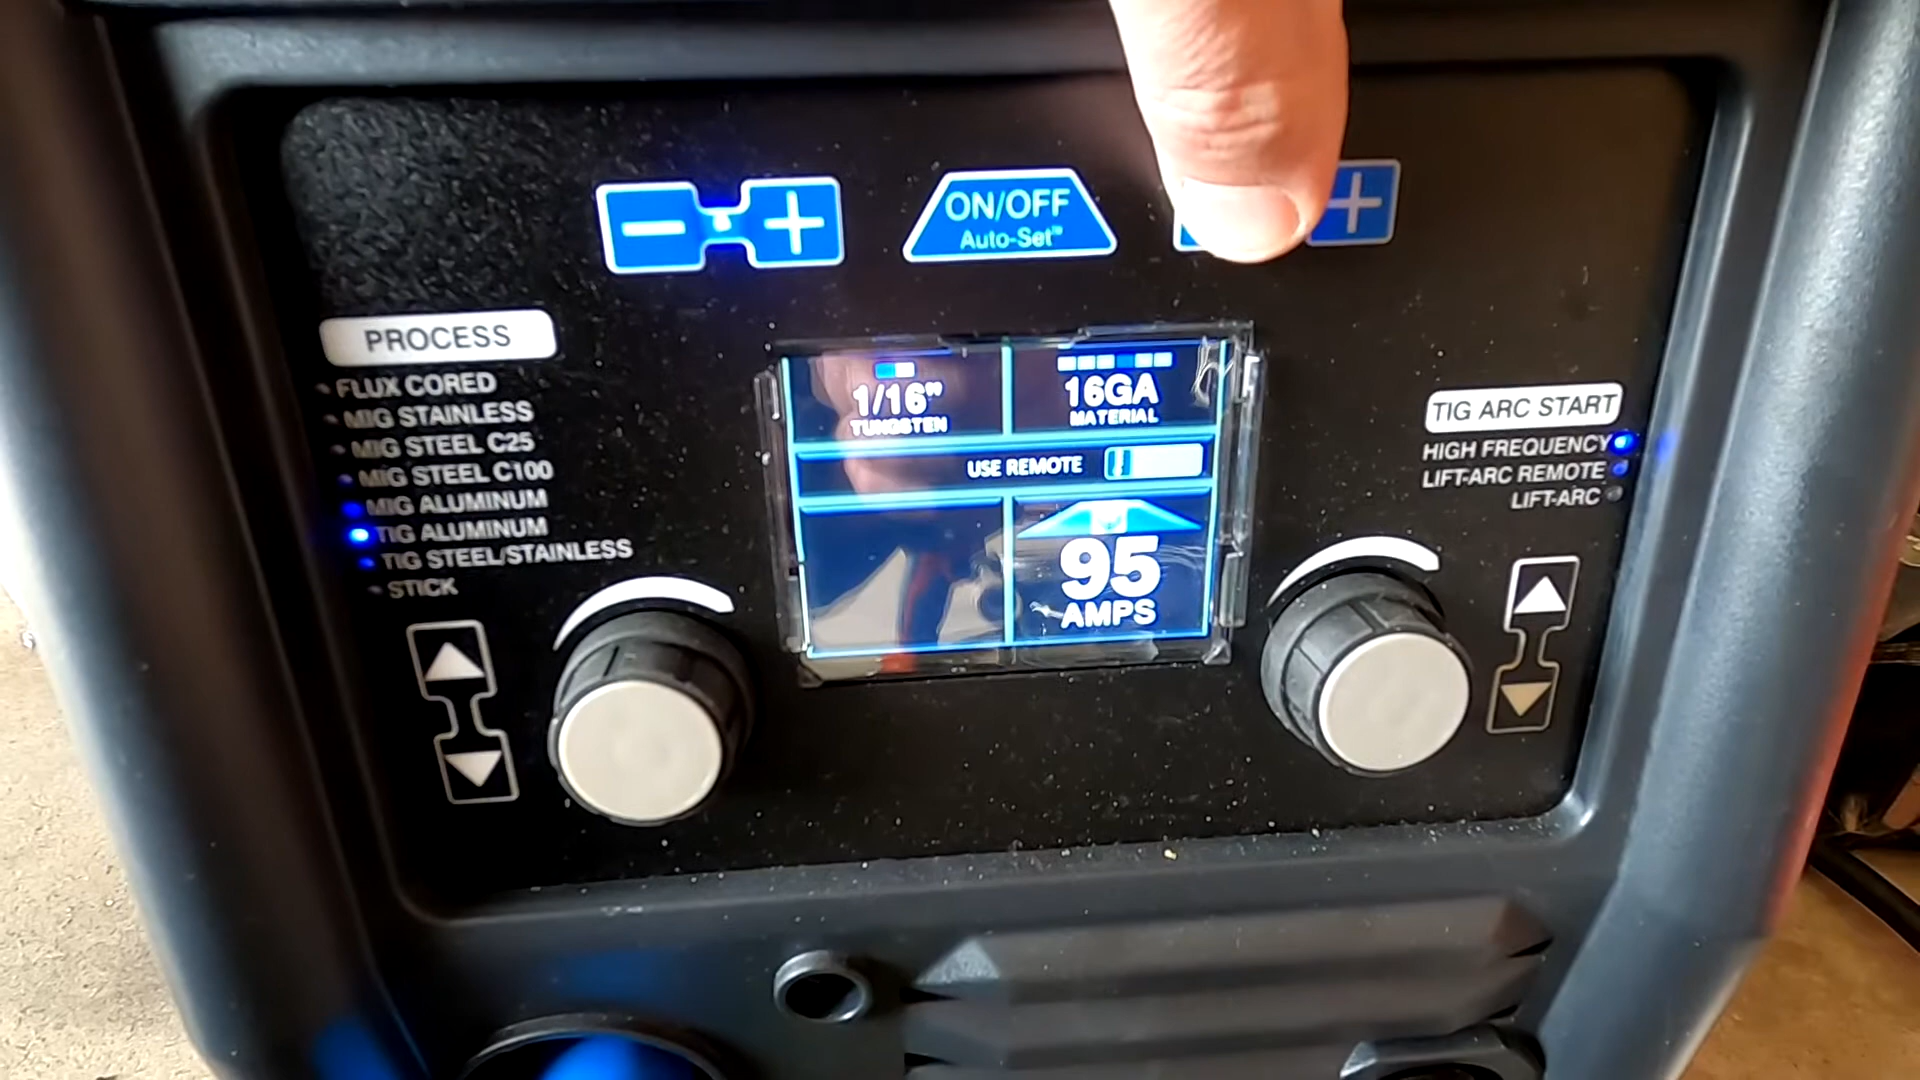 − +
ON/OFF
Auto-Set™
+
PROCESS
FLUX CORED
MIG STAINLESS
MIG STEEL C25
MIG STEEL C100
MIG ALUMINUM
TIG ALUMINUM
TIG STEEL/STAINLESS
STICK
1/16"
TUNGSTEN
16GA
MATERIAL
USE REMOTE
95
AMPS
TIG ARC START
HIGH FREQUENCY
LIFT-ARC REMOTE
LIFT-ARC